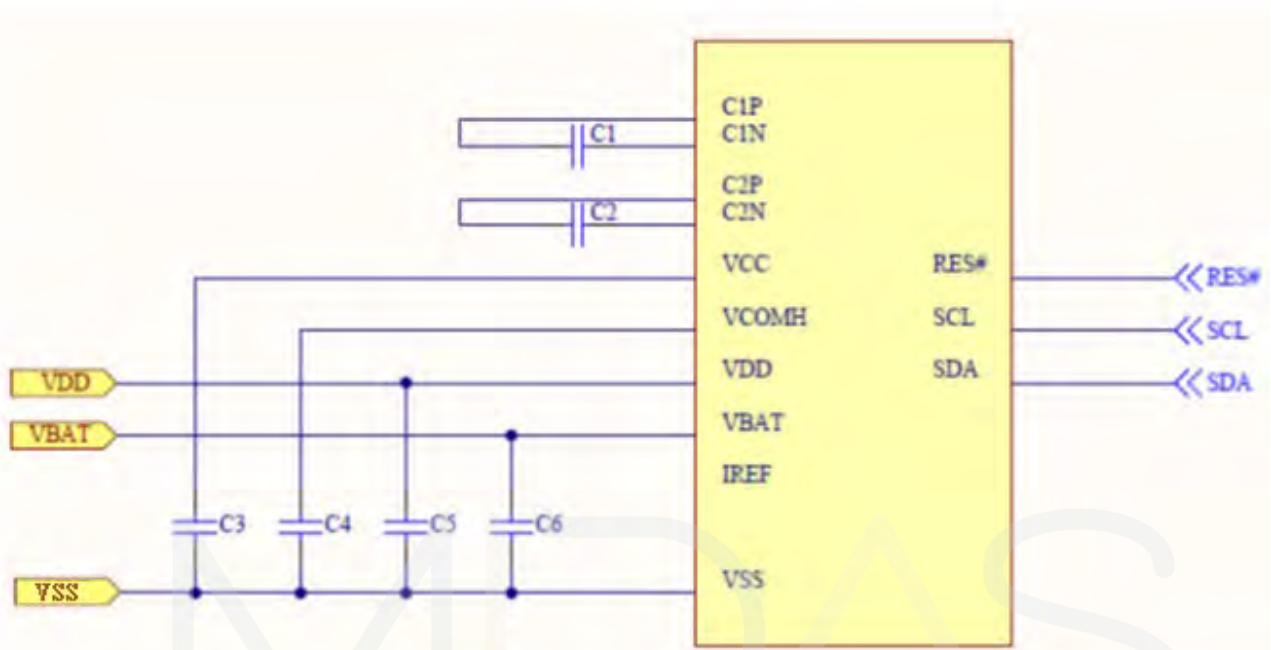 C1P
C1 C1N
C2P
C2 C2N
VCC RES# RES#
VCOMH SCL SCL
VDD VDD SDA SDA
VBAT VBAT
IREF
C3 C4 C5 C6
VSS VSS
MIDAS